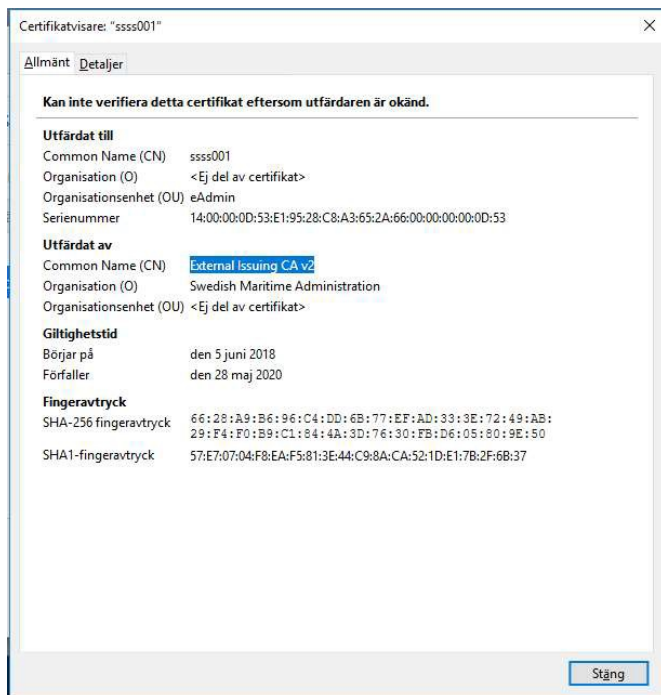 Certifikatvisare: "ssss001"
Allmänt Detaljer
Kan inte verifiera detta certifikat eftersom utfärdaren är okänd.
Utfärdat till
Common Name (CN) ssss001
Organisation (O) <Ej del av certifikat>
Organisationsenhet (OU) eAdmin
Serienummer 14:00:00:0D:53:E1:95:28:C8:A3:65:2A:66:00:00:00:00:0D:53
Utfärdat av
Common Name (CN) External Issuing CA v2
Organisation (O) Swedish Maritime Administration
Organisationsenhet (OU) <Ej del av certifikat>
Giltighetstid
Börjar på den 5 juni 2018
Förfaller den 28 maj 2020
Fingeravtryck
SHA-256 fingeravtryck 66:28:A9:B6:96:C4:DD:6B:77:EF:AD:33:3E:72:49:AB:
29:F4:F0:B9:C1:84:4A:3D:76:30:FB:D6:05:80:9E:50
SHA1-fingeravtryck 57:E7:07:04:F8:EA:F5:81:3E:44:C9:8A:CA:52:1D:E1:7B:2F:6B:37
Stäng